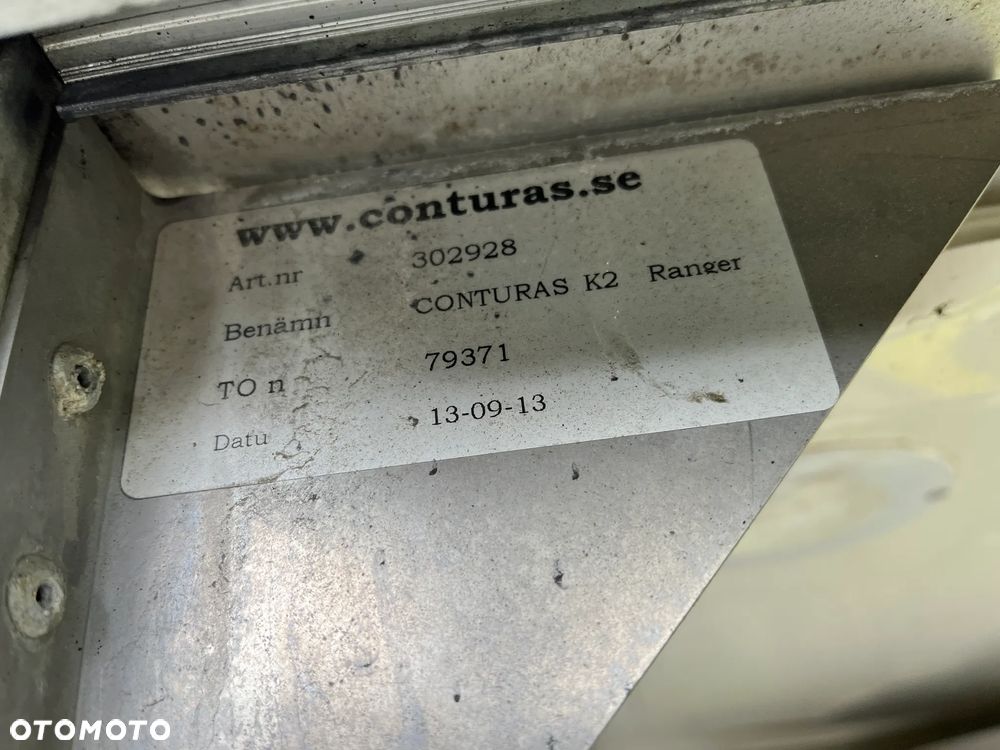 www.conturas.se
Art.nr 302928
Benämn CONTURAS K2 Ranger
TO n 79371
Datu 13-09-13
OTOMOTO